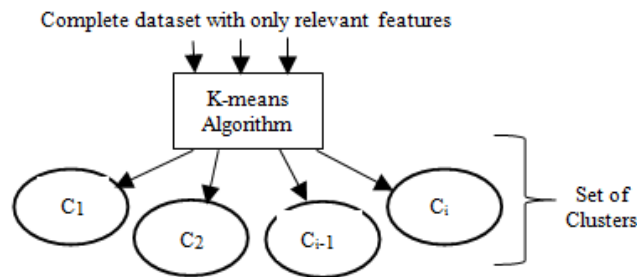 Complete dataset with only relevant features
K-means
Algorithm
C1
C2
Ci-1
Ci
Set of
Clusters